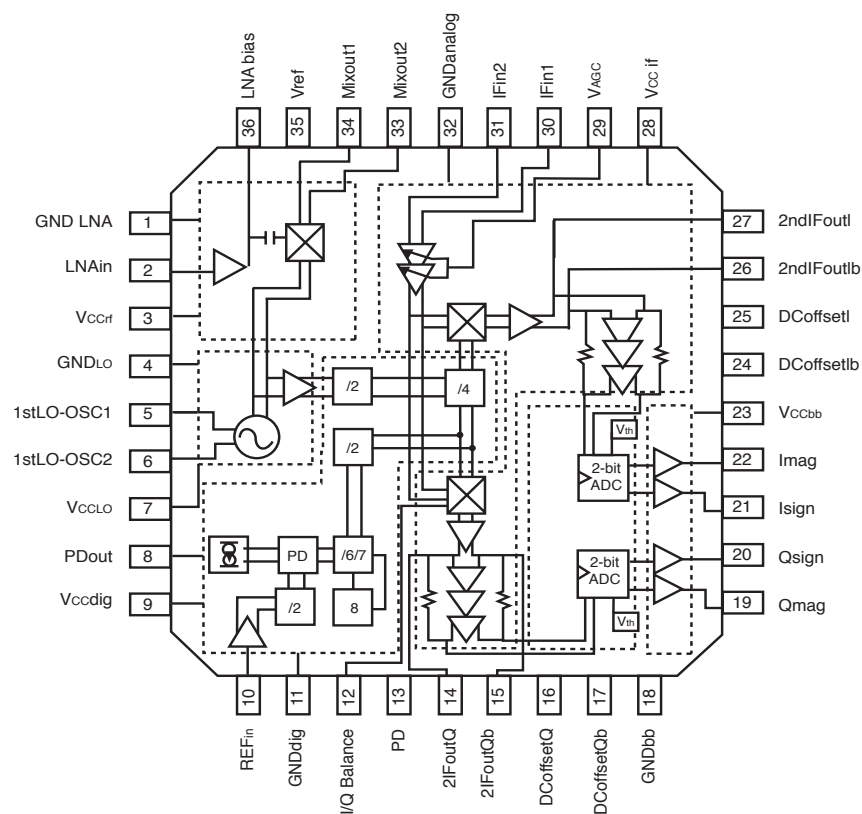 LNA bias
Vref
Mixout1
Mixout2
GNDanalog
IFin2
IFin1
VAGC
Vcc if
36
35
34
33
32
31
30
29
28
GND LNA
1
LNAin
2
VCCrf
3
GNDLO
4
1stLO-OSC1
5
1stLO-OSC2
6
VCCLO
7
PDout
8
VCCdig
9
27
2ndIFoutI
26
2ndIFoutIb
25
DCoffsetI
24
DCoffsetIb
23
VCCbb
22
Imag
21
Isign
20
Qsign
19
Qmag
/2
/4
/2
Vth
2-bit
ADC
PD
/6/7
/2
8
2-bit
ADC
Vth
10
11
12
13
14
15
16
17
18
REFin
GNDdig
I/Q Balance
PD
2IFoutQ
2IFoutQb
DCoffsetQ
DCoffsetQb
GNDbb